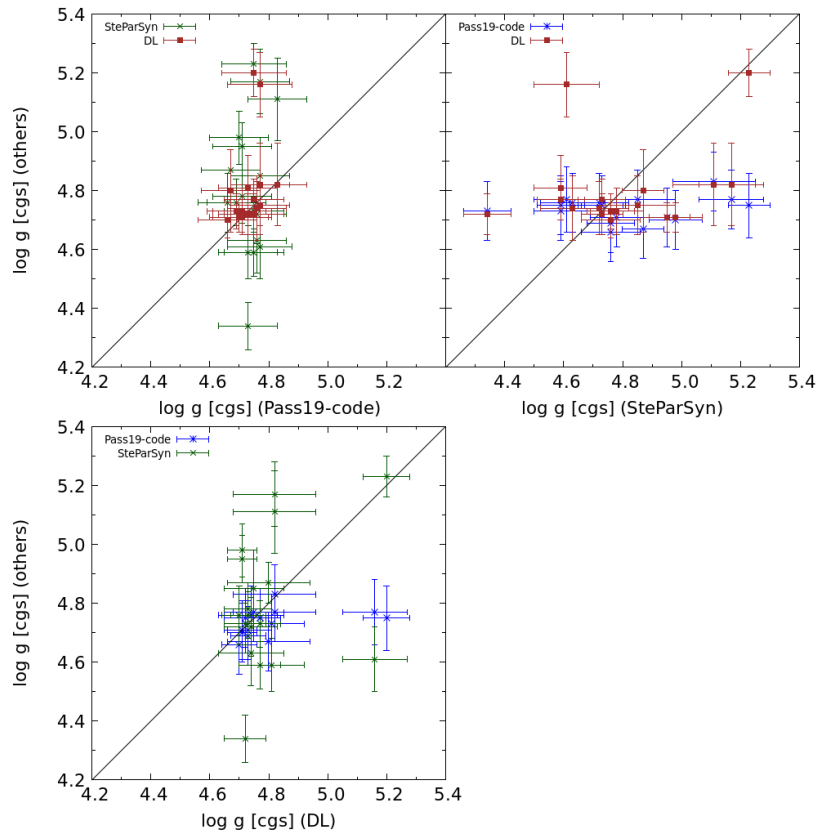 5.4
5.2
5.0
4.8
4.6
4.4
4.2
log g [cgs] (others)
SteParSyn
DL
4.2 4.4 4.6 4.8 5.0 5.2
log g [cgs] (Pass19-code)
Pass19-code
DL
4.4 4.6 4.8 5.0 5.2 5.4
log g [cgs] (SteParSyn)
5.4
5.2
5.0
4.8
4.6
4.4
4.2
log g [cgs] (others)
Pass19-code
SteParSyn
4.2 4.4 4.6 4.8 5.0 5.2 5.4
log g [cgs] (DL)